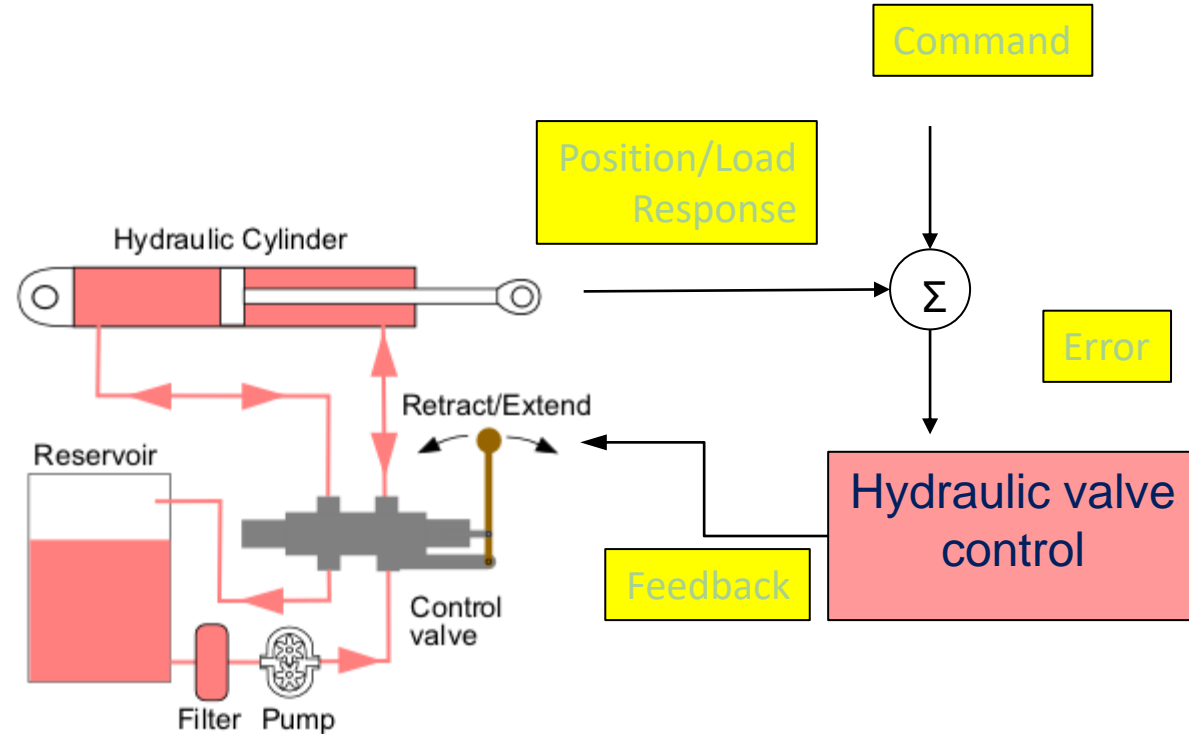 Command
Position/Load
Response
Hydraulic Cylinder
Σ
Error
Retract/Extend
Reservoir
Hydraulic valve
control
Feedback
Control
valve
Filter
Pump